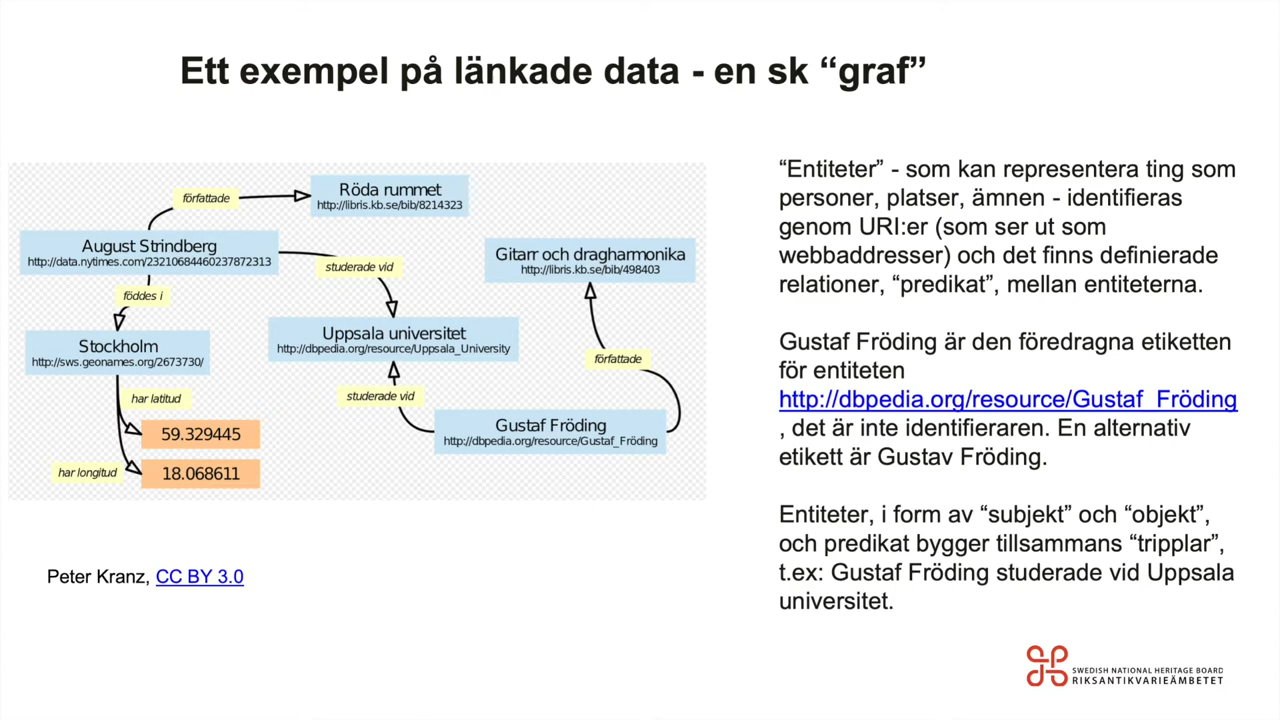 Ett exempel på länkade data - en sk “graf”
författade
Röda rummet
http://libris.kb.se/bib/8214323
August Strindberg
http://data.nytimes.com/23210684460237872313
studerade vid
Gitarr och dragharmonika
http://libris.kb.se/bib/498403
föddes i
Stockholm
http://sws.geonames.org/2673730/
Uppsala universitet
http://dbpedia.org/resource/Uppsala_University
författade
har latitud
studerade vid
59.329445
Gustaf Fröding
http://dbpedia.org/resource/Gustaf_Fröding
har longitud
18.068611
Peter Kranz, CC BY 3.0
“Entiteter” - som kan representera ting som
personer, platser, ämnen - identifieras
genom URI:er (som ser ut som
webbaddresser) och det finns definierade
relationer, “predikat”, mellan entiteterna.
Gustaf Fröding är den föredragna etiketten
för entiteten
http://dbpedia.org/resource/Gustaf_Fröding
, det är inte identifieraren. En alternativ
etikett är Gustav Fröding.
Entiteter, i form av “subjekt” och “objekt”,
och predikat bygger tillsammans “tripplar”,
t.ex: Gustaf Fröding studerade vid Uppsala
universitet.
SWEDISH NATIONAL HERITAGE BOARD
RIKSANTIKVARIEÄMBETET